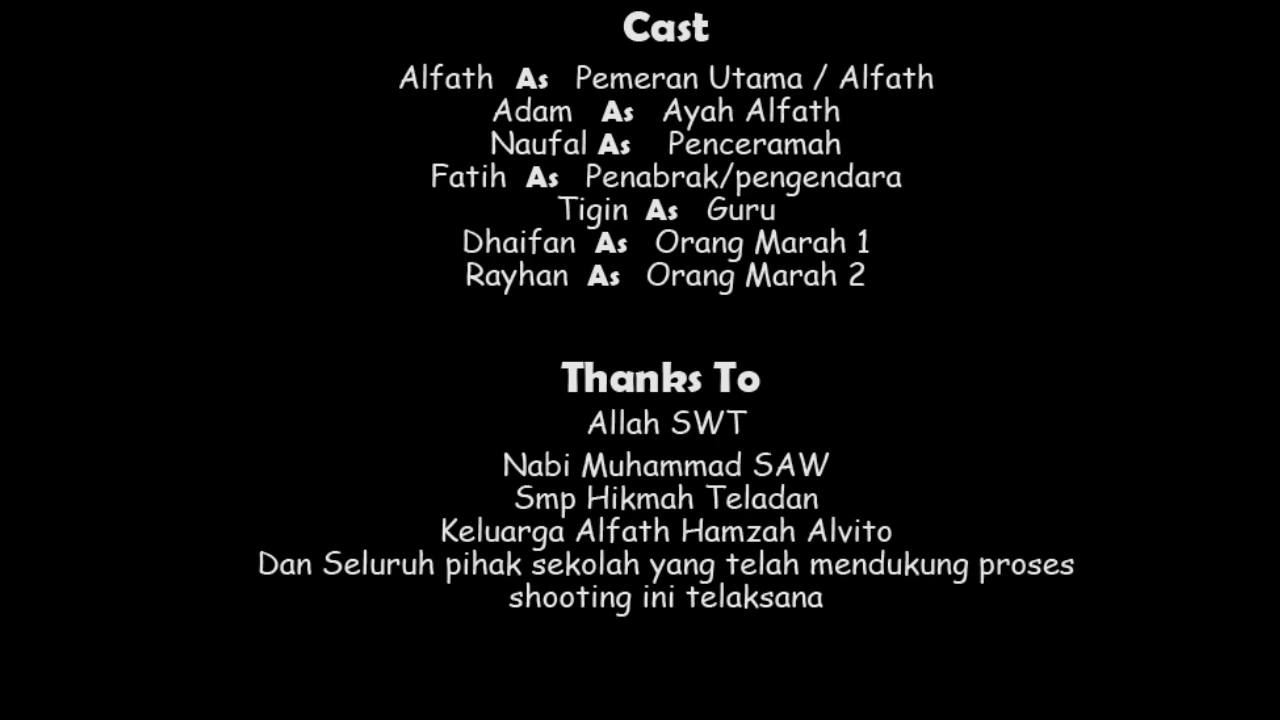 Cast
Alfath As Pemeran Utama / Alfath
Adam As Ayah Alfath
Naufal As Penceramah
Fatih As Penabrak/pengendara
Tigin As Guru
Dhaifan As Orang Marah 1
Rayhan As Orang Marah 2
Thanks To
Allah SWT
Nabi Muhammad SAW
Smp Hikmah Teladan
Keluarga Alfath Hamzah Alvito
Dan Seluruh pihak sekolah yang telah mendukung proses
shooting ini telaksana